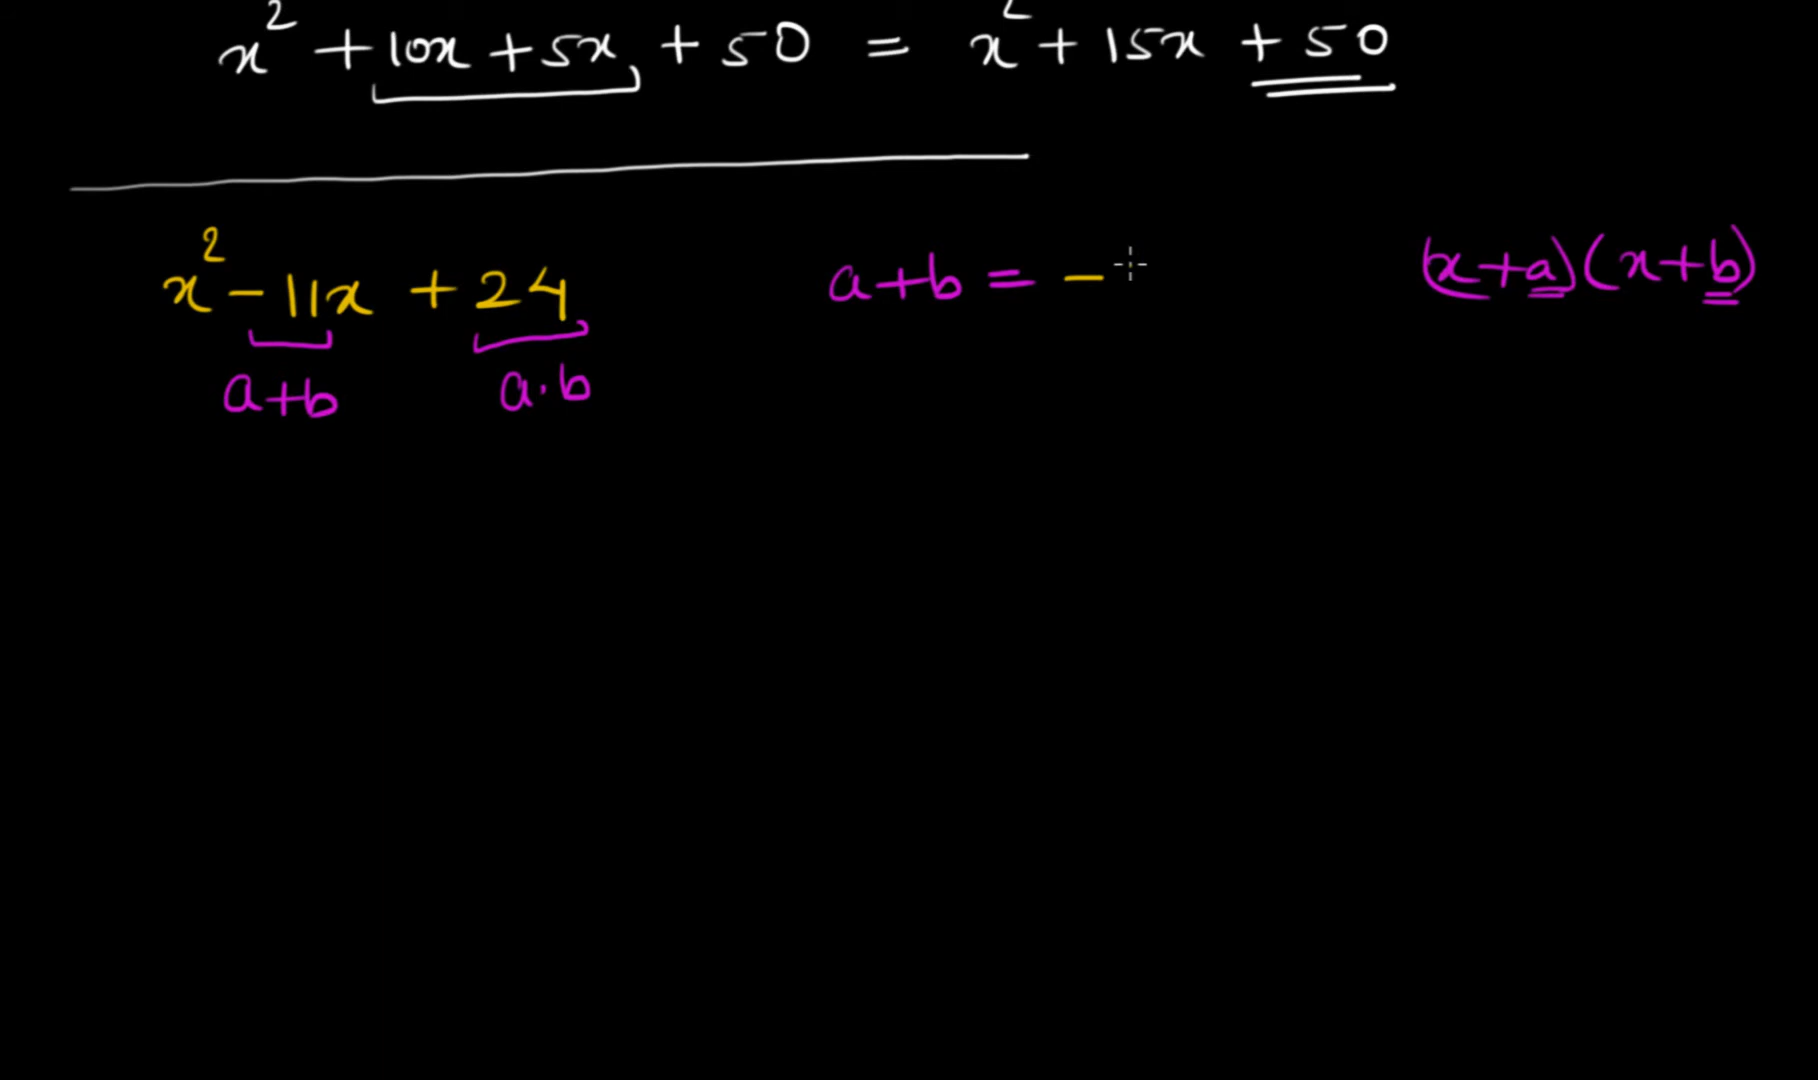 x² + 10x + 5x + 50 = x² + 15x + 50
x² - 11x + 24 a+b = - (x+a)(x+b)
a+b a·b